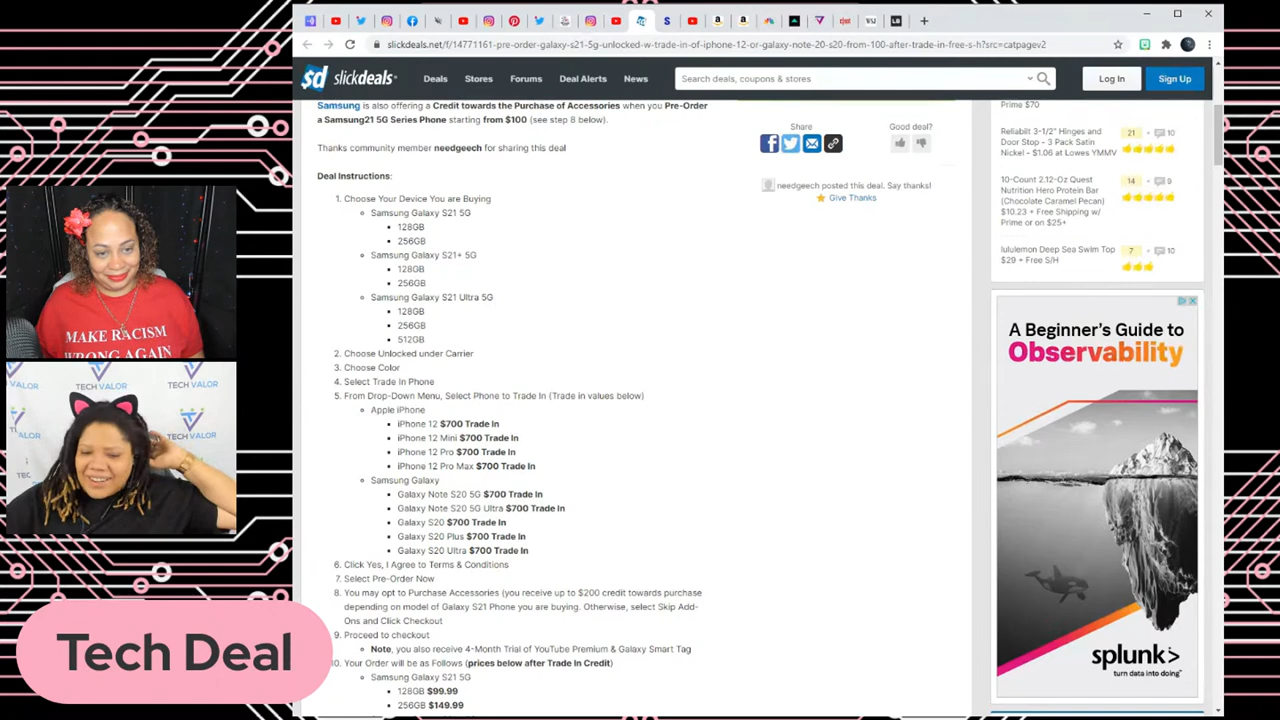 slickdeals.net/f/14771161-pre-order-galaxy-s21-5g-unlocked-w-trade-in-of-iphone-12-or-galaxy-note-20-s20-from-100-after-trade-in-free-s-h?src=catpagev2
sd slickdeals
Deals
Stores
Forums
Deal Alerts
News
Search deals, coupons & stores
Log In
Sign Up
Samsung is also offering a Credit towards the Purchase of Accessories when you Pre-Order
a Samsung21 5G Series Phone starting from $100 (see step 8 below).
Thanks community member needgeech for sharing this deal
Deal Instructions:
1. Choose Your Device You are Buying
Samsung Galaxy S21 5G
128GB
256GB
Samsung Galaxy S21+ 5G
128GB
256GB
Samsung Galaxy S21 Ultra 5G
128GB
256GB
512GB
2. Choose Unlocked under Carrier
3. Choose Color
4. Select Trade In Phone
5. From Drop-Down Menu, Select Phone to Trade In (Trade in values below)
Apple iPhone
iPhone 12 $700 Trade In
iPhone 12 Mini $700 Trade In
iPhone 12 Pro $700 Trade In
iPhone 12 Pro Max $700 Trade In
Samsung Galaxy
Galaxy Note S20 5G $700 Trade In
Galaxy Note S20 5G Ultra $700 Trade In
Galaxy S20 $700 Trade In
Galaxy S20 Plus $700 Trade In
Galaxy S20 Ultra $700 Trade In
6. Click Yes, I Agree to Terms & Conditions
7. Select Pre-Order Now
8. You may opt to Purchase Accessories (you receive up to $200 credit towards purchase
depending on model of Galaxy S21 Phone you are buying. Otherwise, select Skip Add-
Ons and Click Checkout
9. Proceed to checkout
Note, you also receive 4-Month Trial of YouTube Premium & Galaxy Smart Tag
10. Your Order will be as Follows (prices below after Trade In Credit)
Samsung Galaxy S21 5G
128GB $99.99
256GB $149.99
Share
Good deal?
needgeech posted this deal. Say thanks!
Give Thanks
Prime $70
Reliabilt 3-1/2" Hinges and
Door Stop - 3 Pack Satin
Nickel - $1.06 at Lowes YMMV
21
10
10-Count 2.12-Oz Quest
Nutrition Hero Protein Bar
(Chocolate Caramel Pecan)
$10.23 + Free Shipping w/
Prime or on $25+
14
9
lululemon Deep Sea Swim Top
$29 + Free S/H
7
10
A Beginner's Guide to
Observability
splunk>
turn data into doing
MAKE RACISM
WRONG AGAIN
TECH VALOR
TECH VALOR
Tech Deal